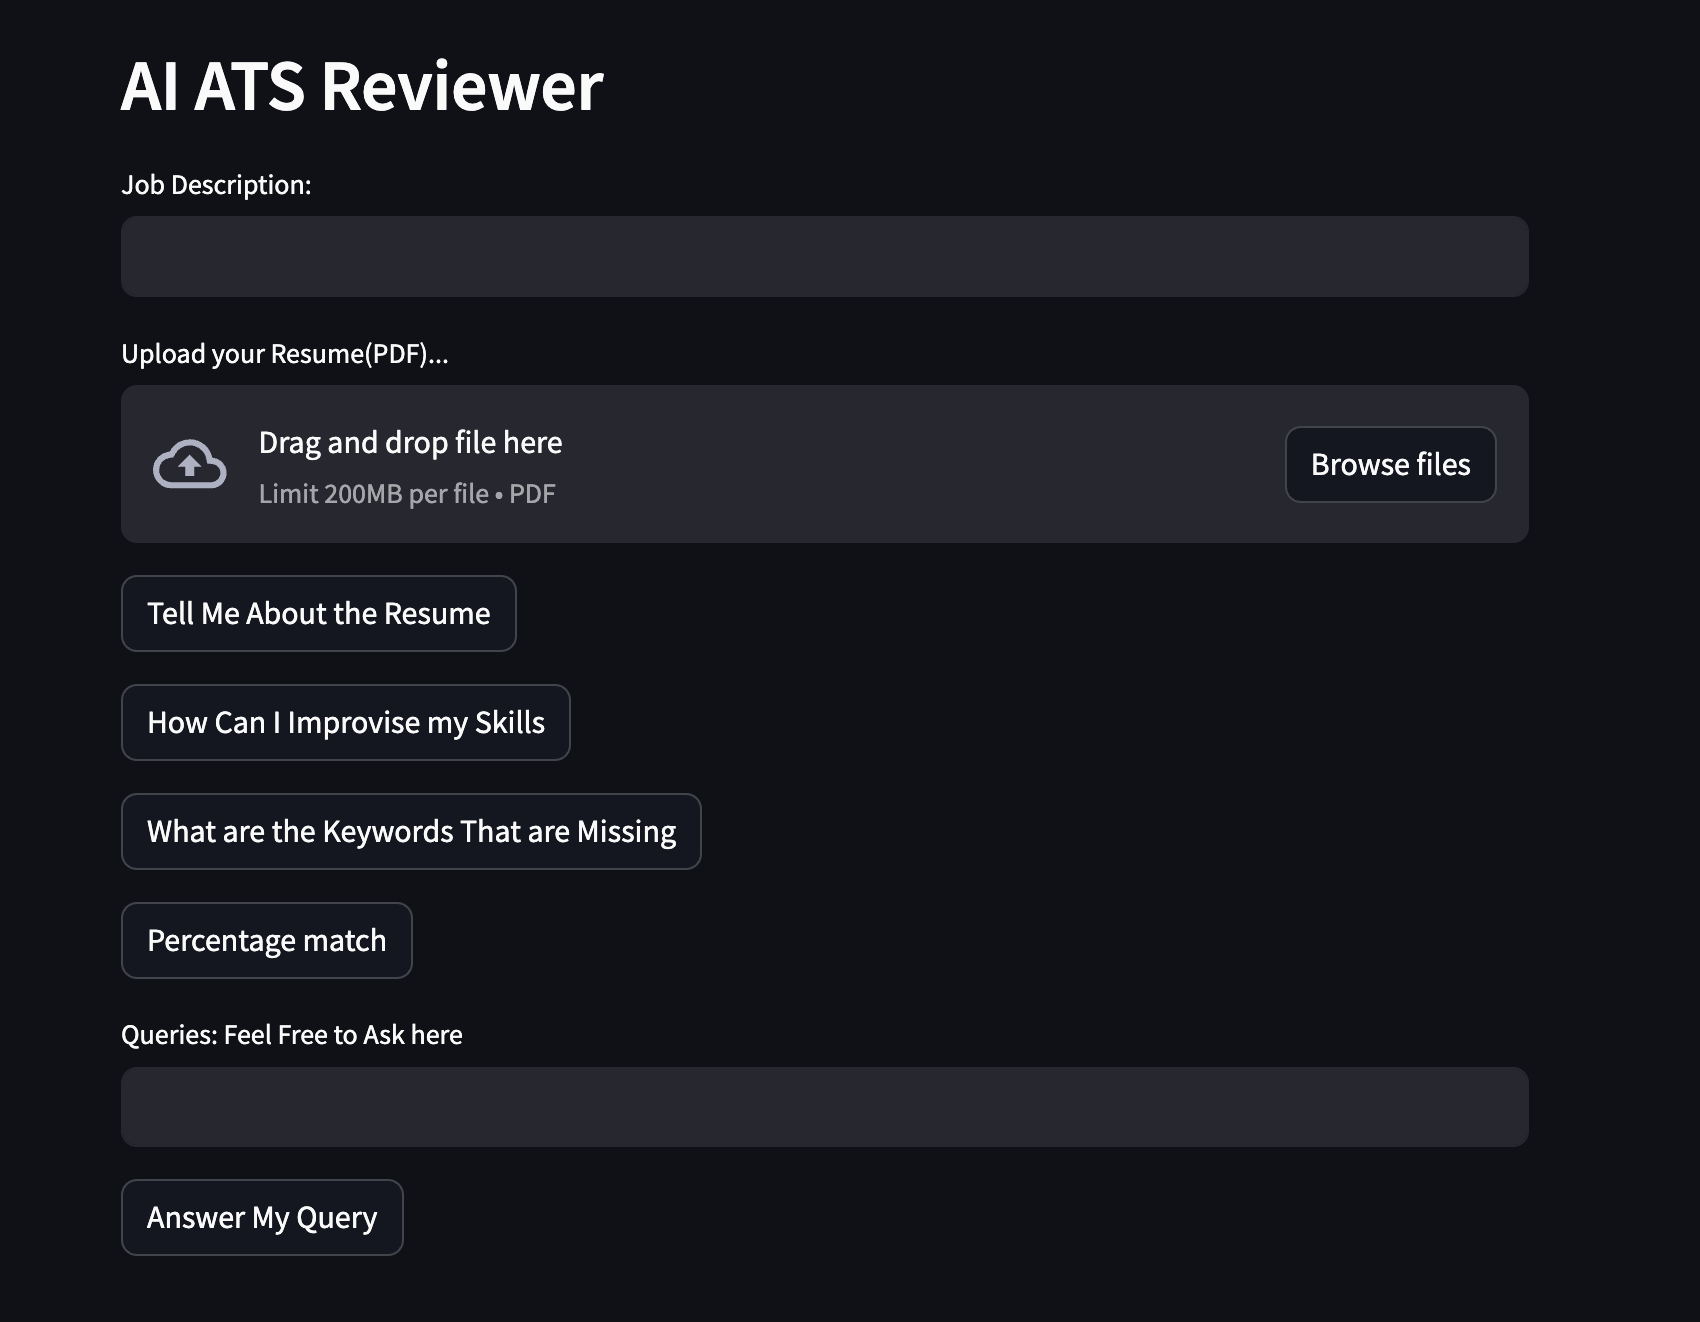 AI ATS Reviewer
Job Description:
Upload your Resume(PDF)...
Drag and drop file here
Limit 200MB per file • PDF
Browse files
Tell Me About the Resume
How Can I Improvise my Skills
What are the Keywords That are Missing
Percentage match
Queries: Feel Free to Ask here
Answer My Query